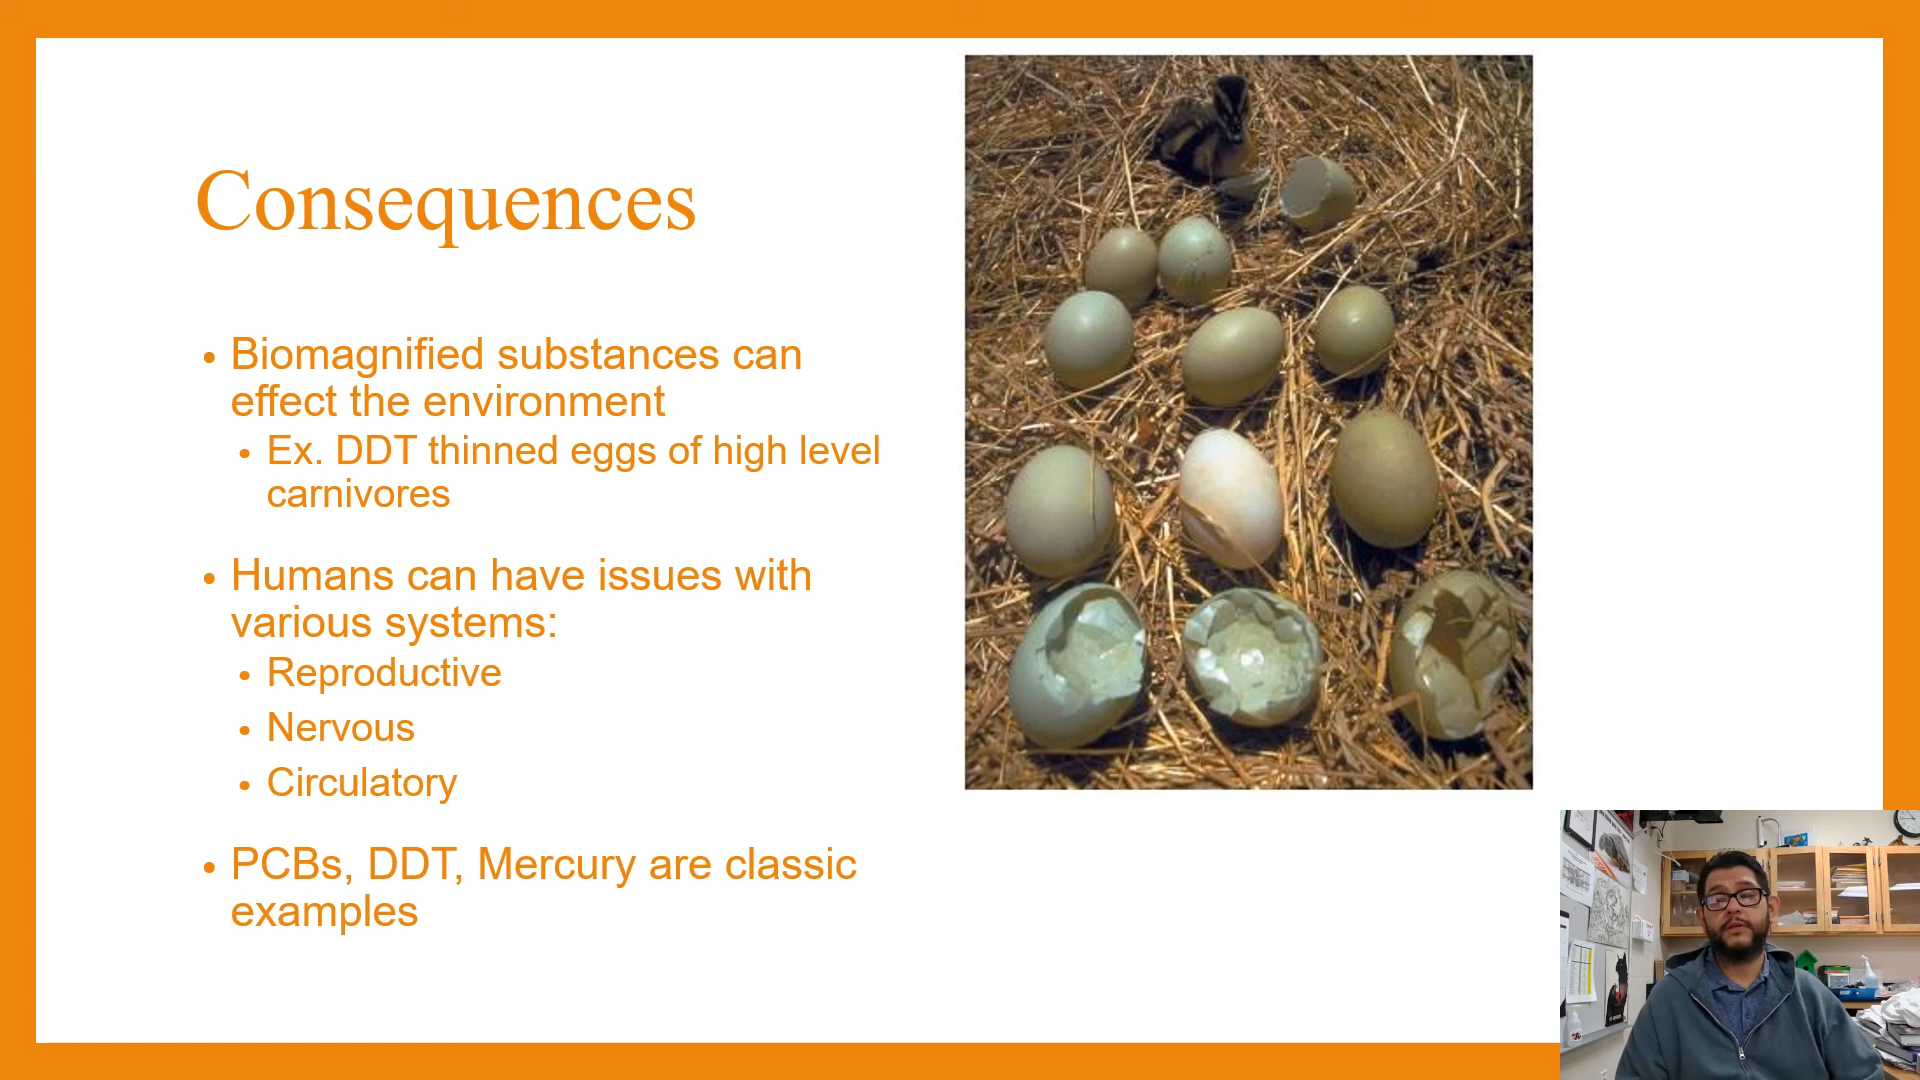 Consequences
• Biomagnified substances can
effect the environment
• Ex. DDT thinned eggs of high level
carnivores
• Humans can have issues with
various systems:
• Reproductive
• Nervous
• Circulatory
• PCBs, DDT, Mercury are classic
examples